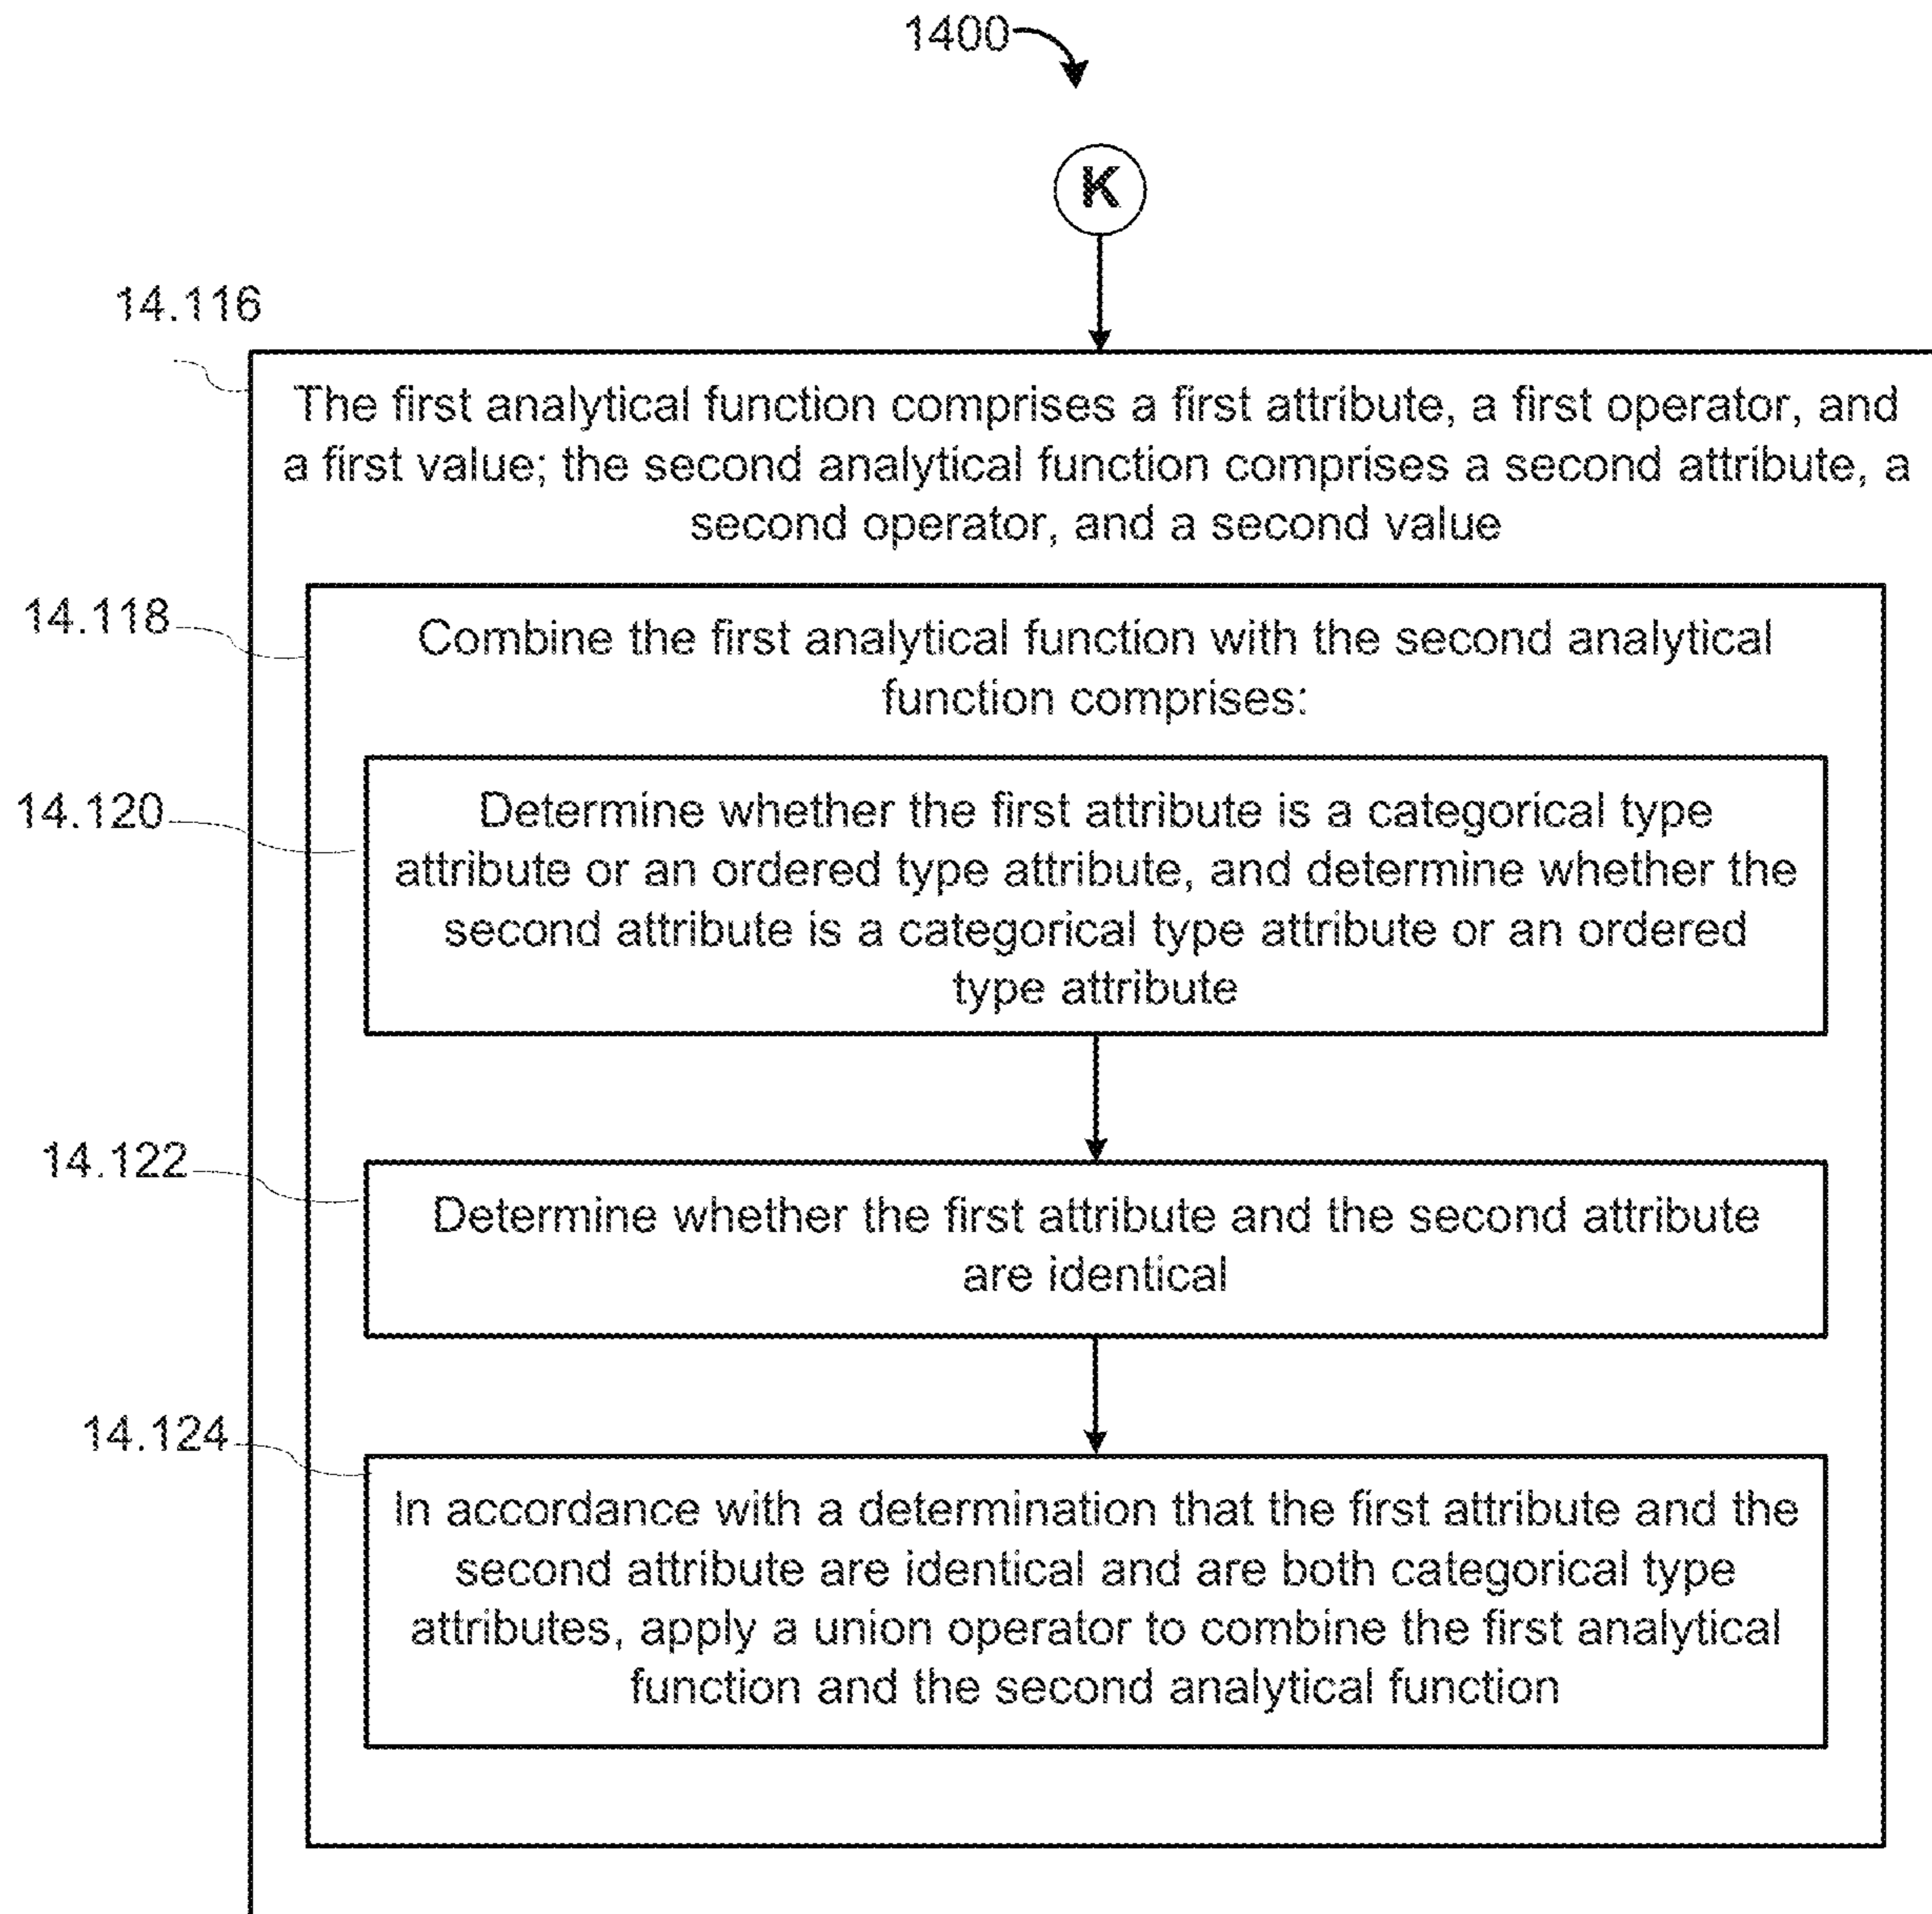 1400
K
14.116
The first analytical function comprises a first attribute, a first operator, and
a first value; the second analytical function comprises a second attribute, a
second operator, and a second value
14.118
Combine the first analytical function with the second analytical
function comprises:
14.120
Determine whether the first attribute is a categorical type
attribute or an ordered type attribute, and determine whether the
second attribute is a categorical type attribute or an ordered
type attribute
14.122
Determine whether the first attribute and the second attribute
are identical
14.124
In accordance with a determination that the first attribute and the
second attribute are identical and are both categorical type
attributes, apply a union operator to combine the first analytical
function and the second analytical function